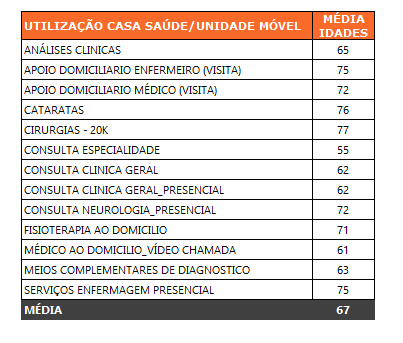 UTILIZAÇÃO CASA SAÚDE/UNIDADE MÓVEL MÉDIA IDADES
ANÁLISES CLINICAS 65
APOIO DOMICILIARIO ENFERMEIRO (VISITA) 75
APOIO DOMICILIARIO MÉDICO (VISITA) 72
CATARATAS 76
CIRURGIAS - 20K 77
CONSULTA ESPECIALIDADE 55
CONSULTA CLINICA GERAL 62
CONSULTA CLINICA GERAL_PRESENCIAL 62
CONSULTA NEUROLOGIA_PRESENCIAL 72
FISIOTERAPIA AO DOMICILIO 71
MÉDICO AO DOMICILIO_VÍDEO CHAMADA 61
MEIOS COMPLEMENTARES DE DIAGNOSTICO 63
SERVIÇOS ENFERMAGEM PRESENCIAL 75
MÉDIA 67